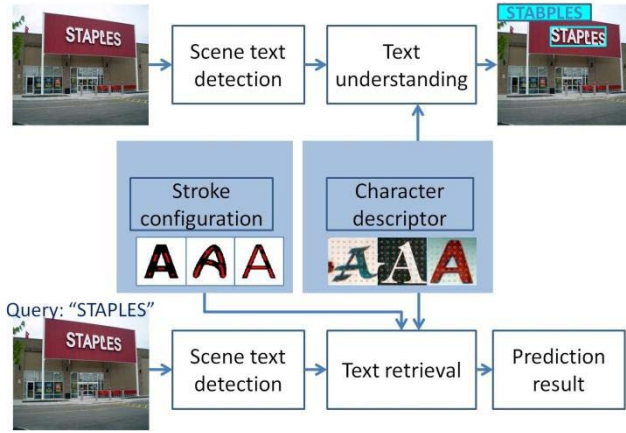 STABPLES
STAPLES
STAPLES
Scene text
detection
Text
understanding
Stroke
configuration
Character
descriptor
A A A
A A A
Query: "STAPLES"
STAPLES
Scene text
detection
Text retrieval
Prediction
result